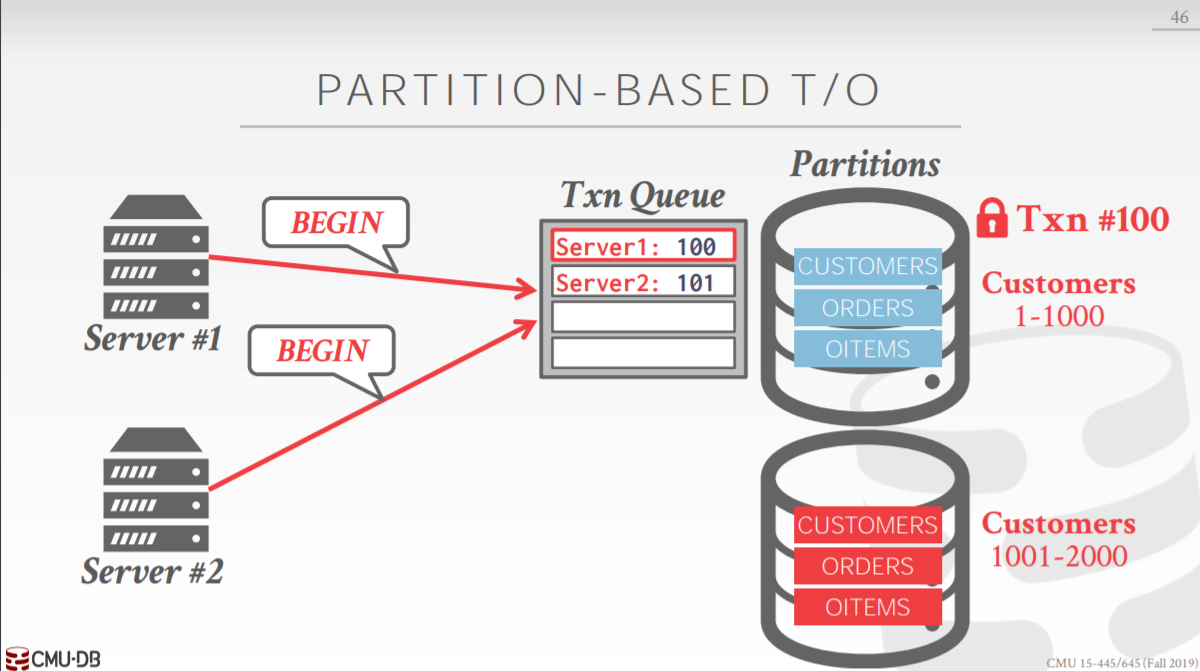 46
PARTITION-BASED T/O
Partitions
Txn Queue
BEGIN
Server1: 100
Server2: 101
Server #1
BEGIN
Server #2
CUSTOMERS
ORDERS
OITEMS
Txn #100
Customers
1-1000
CUSTOMERS
ORDERS
OITEMS
Customers
1001-2000
CMU·DB
CMU 15-445/645 (Fall 2019)